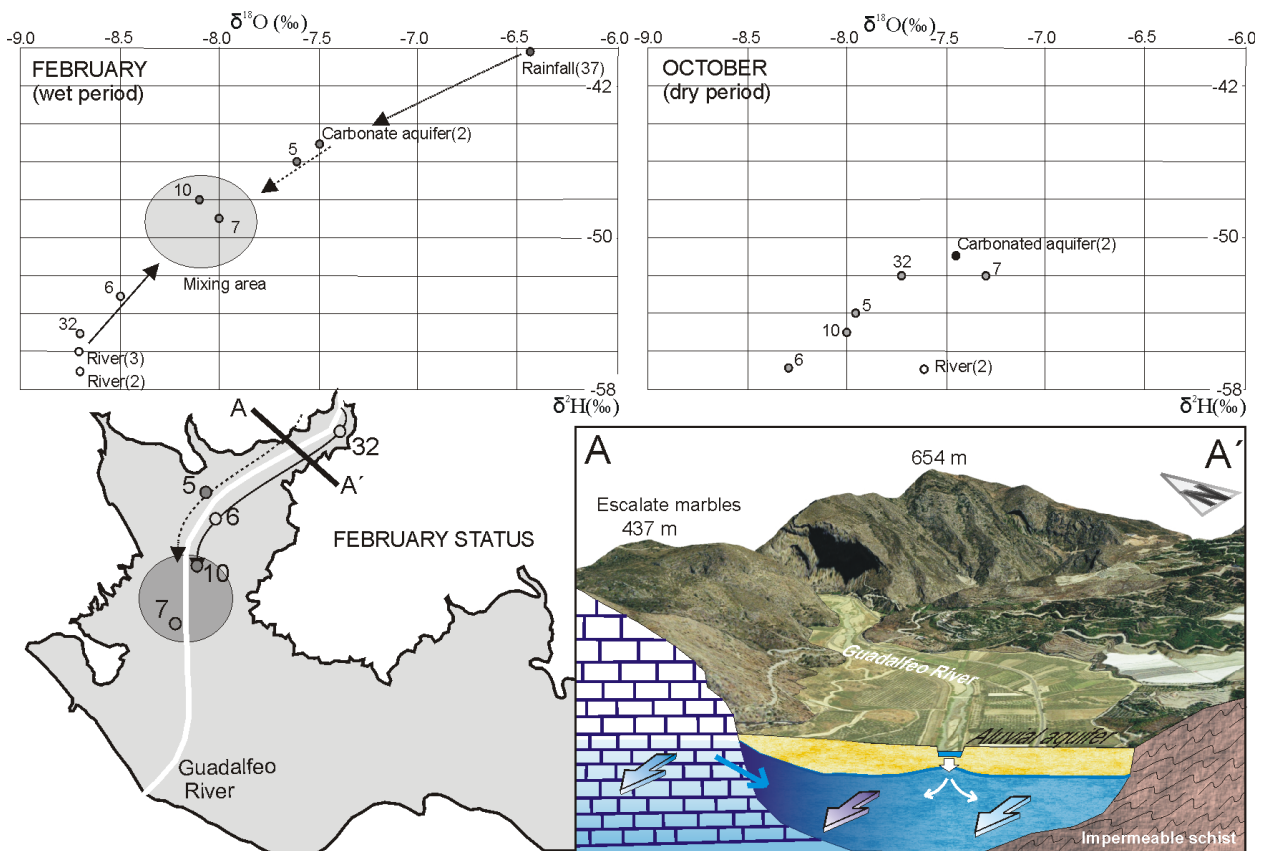 δ18O (‰)
-9.0 -8.5 -8.0 -7.5 -7.0 -6.5 -6.0
FEBRUARY
(wet period)
Rainfall(37)
Carbonate aquifer(2)
5
10
7
Mixing area
6
32
River(3)
River(2)
δ18O(‰)
-9.0 -8.5 -8.0 -7.5 -7.0 -6.5 -6.0
OCTOBER
(dry period)
-42
-50
-58
δ2H(‰)
-42
Carbonated aquifer(2)
-50
32
7
5
10
6
River(2)
-58
δ2H(‰)
A
32
A´
5
6
FEBRUARY STATUS
10
7
Guadalfeo
River
A
A´
654 m
N
Escalate marbles
437 m
Guadalfeo River
Aluvial aquifer
Impermeable schist